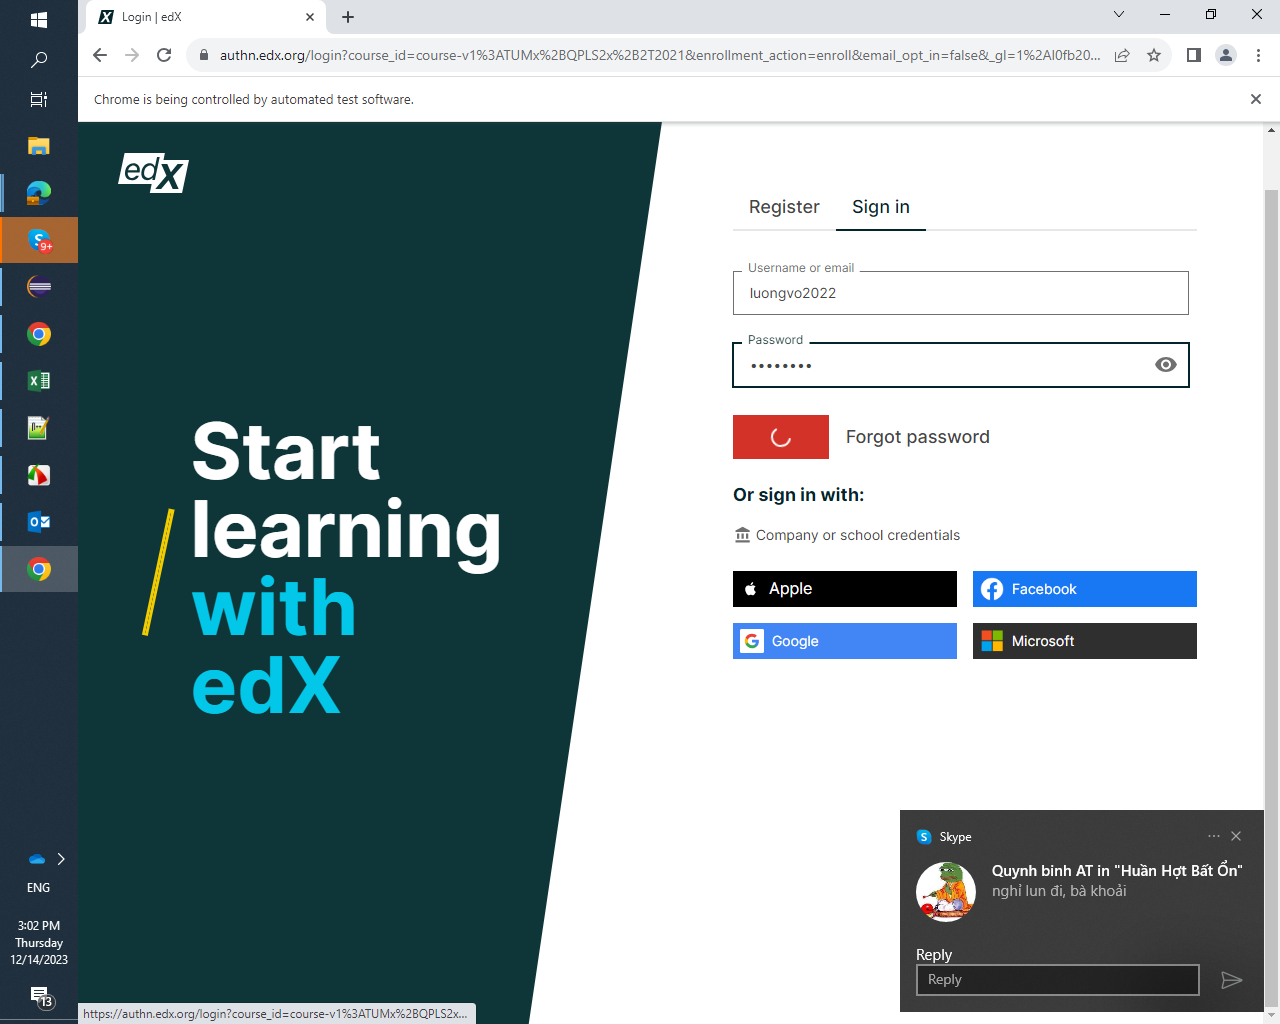 Login | edX
authn.edx.org/login?course_id=course-v1%3ATUMx%2BQPLS2x%2B2T2021&enrollment_action=enroll&email_opt_in=false&_gl=1%2Al0fb20...
Chrome is being controlled by automated test software.
edX
Register
Sign in
Username or email
luongvo2022
Password
••••••••
Forgot password
Or sign in with:
Company or school credentials
Apple
Facebook
Google
Microsoft
Start
learning
with
edX
9+
ENG
3:02 PM
Thursday
12/14/2023
13
Skype
Quynh binh AT in "Huần Hợt Bất Ổn"
nghỉ lun đi, bà khoải
Reply
Reply
https://authn.edx.org/login?course_id=course-v1%3ATUMx%2BQPLS2x...